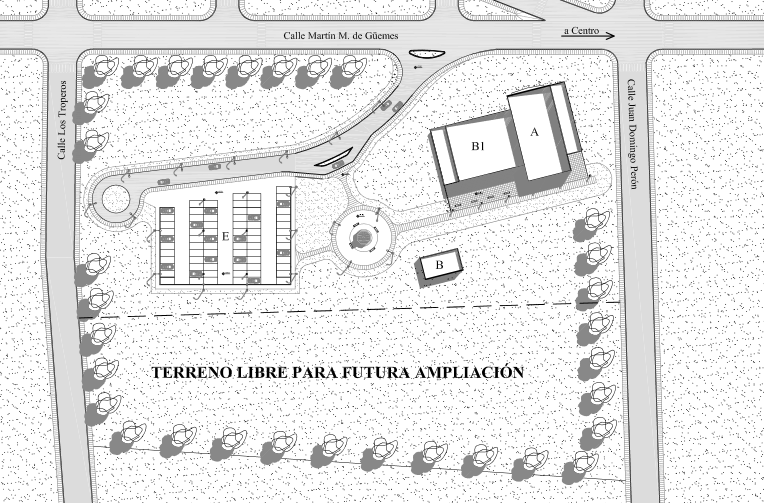 Calle Martín M. de Güemes
a Centro
Calle Los Troperos
Calle Juan Domingo Perón
A
B1
E
B
TERRENO LIBRE PARA FUTURA AMPLIACIÓN